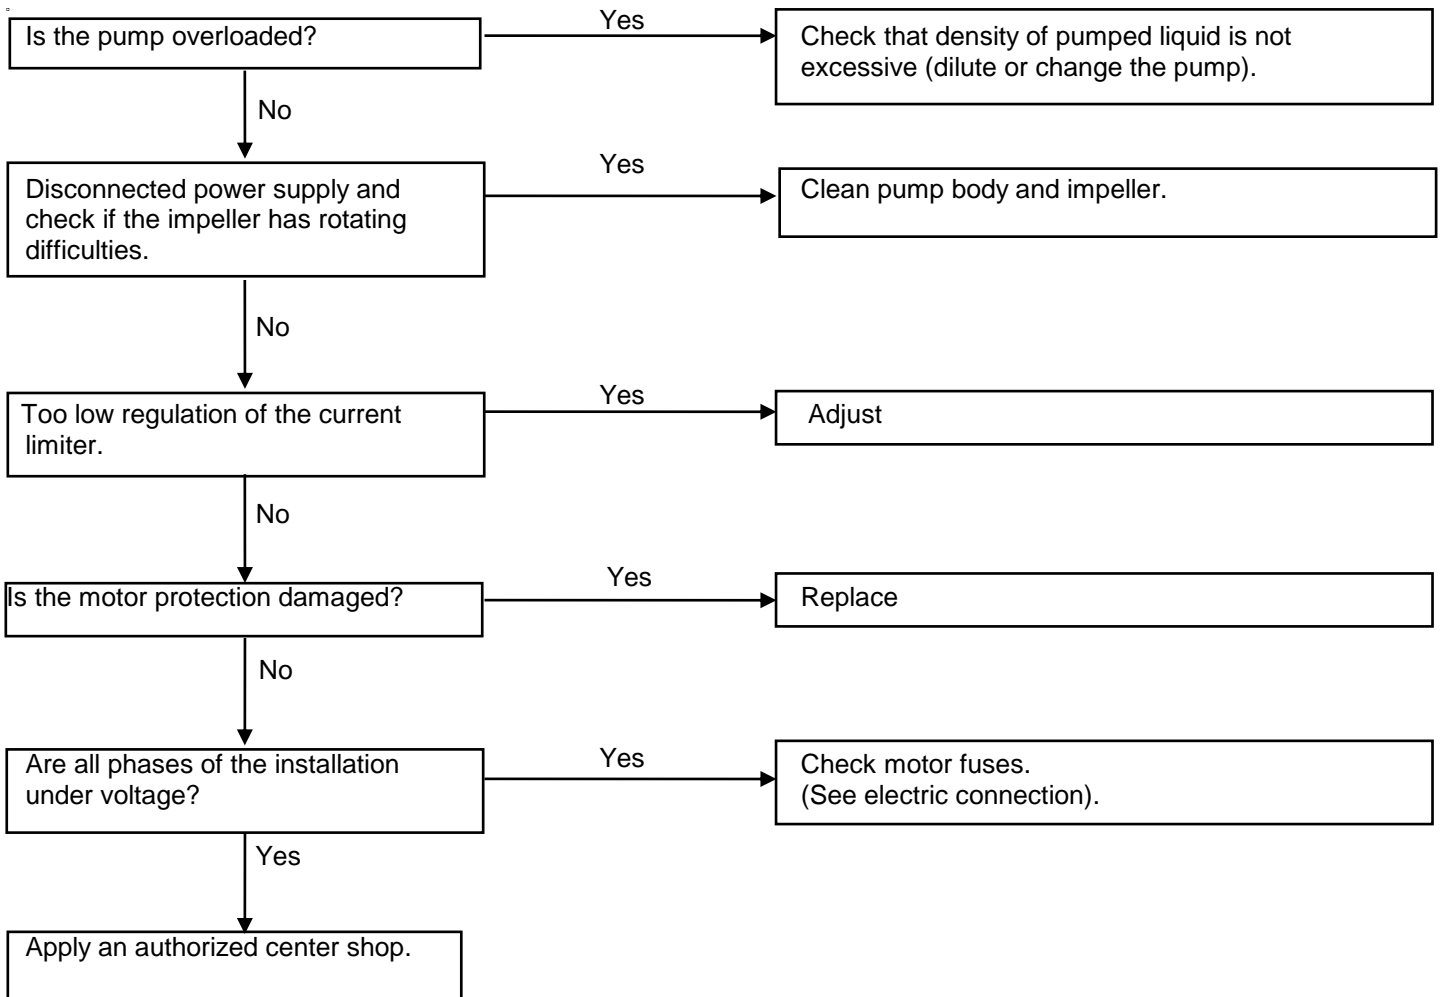 Is the pump overloaded?
Yes
Check that density of pumped liquid is not
excessive (dilute or change the pump).
No
Disconnected power supply and
check if the impeller has rotating
difficulties.
Yes
Clean pump body and impeller.
No
Too low regulation of the current
limiter.
Yes
Adjust
No
Is the motor protection damaged?
Yes
Replace
No
Are all phases of the installation
under voltage?
Yes
Check motor fuses.
(See electric connection).
Yes
Apply an authorized center shop.